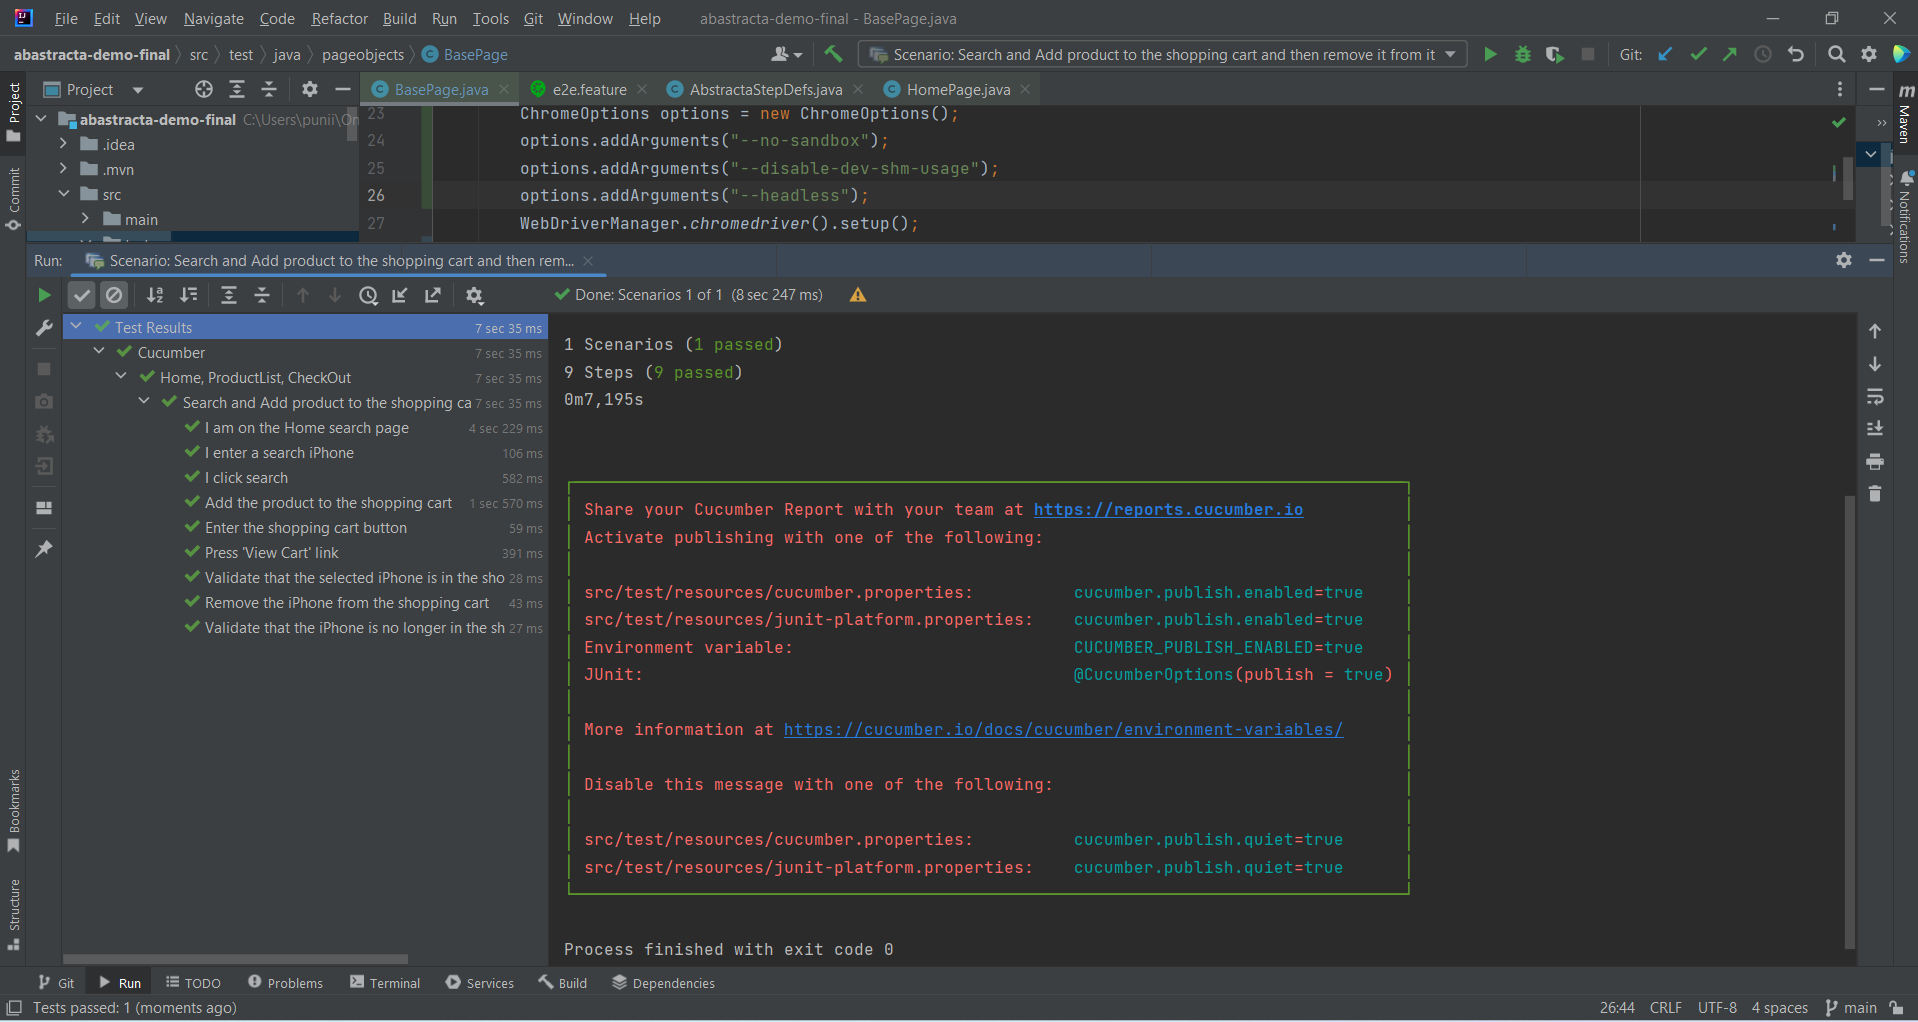 File Edit View Navigate Code Refactor Build Run Tools Git Window Help abastracta-demo-final - BasePage.java
abastracta-demo-final src test java pageobjects BasePage Scenario: Search and Add product to the shopping cart and then remove it from it Git:
Project BasePage.java e2e.feature AbstractaStepDefs.java HomePage.java
abastracta-demo-final C:\Users\punii\On
.idea
.mvn
src
main
23 ChromeOptions options = new ChromeOptions();
24 options.addArguments("--no-sandbox");
25 options.addArguments("--disable-dev-shm-usage");
26 options.addArguments("--headless");
27 WebDriverManager.chromedriver().setup();
Project
Commit
Bookmarks
Structure
Maven
Notifications
Run: Scenario: Search and Add product to the shopping cart and then rem...
Done: Scenarios 1 of 1 (8 sec 247 ms)
Test Results 7 sec 35 ms
Cucumber 7 sec 35 ms
Home, ProductList, CheckOut 7 sec 35 ms
Search and Add product to the shopping ca 7 sec 35 ms
I am on the Home search page 4 sec 229 ms
I enter a search iPhone 106 ms
I click search 582 ms
Add the product to the shopping cart 1 sec 570 ms
Enter the shopping cart button 59 ms
Press 'View Cart' link 391 ms
Validate that the selected iPhone is in the sho 28 ms
Remove the iPhone from the shopping cart 43 ms
Validate that the iPhone is no longer in the sh 27 ms
1 Scenarios (1 passed)
9 Steps (9 passed)
0m7,195s
Share your Cucumber Report with your team at https://reports.cucumber.io
Activate publishing with one of the following:
src/test/resources/cucumber.properties: cucumber.publish.enabled=true
src/test/resources/junit-platform.properties: cucumber.publish.enabled=true
Environment variable: CUCUMBER_PUBLISH_ENABLED=true
JUnit: @CucumberOptions(publish = true)
More information at https://cucumber.io/docs/cucumber/environment-variables/
Disable this message with one of the following:
src/test/resources/cucumber.properties: cucumber.publish.quiet=true
src/test/resources/junit-platform.properties: cucumber.publish.quiet=true
Process finished with exit code 0
Git Run TODO Problems Terminal Services Build Dependencies
Tests passed: 1 (moments ago) 26:44 CRLF UTF-8 4 spaces main